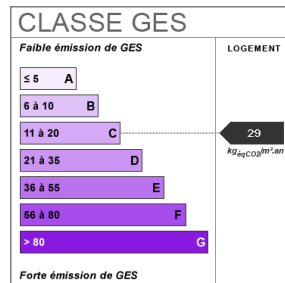 CLASSE GES
Faible émission de GES
LOGEMENT
≤ 5 A
6 à 10 B
11 à 20 C
29
kgéqCO2/m².an
21 à 35 D
36 à 55 E
56 à 80 F
> 80 G
Forte émission de GES